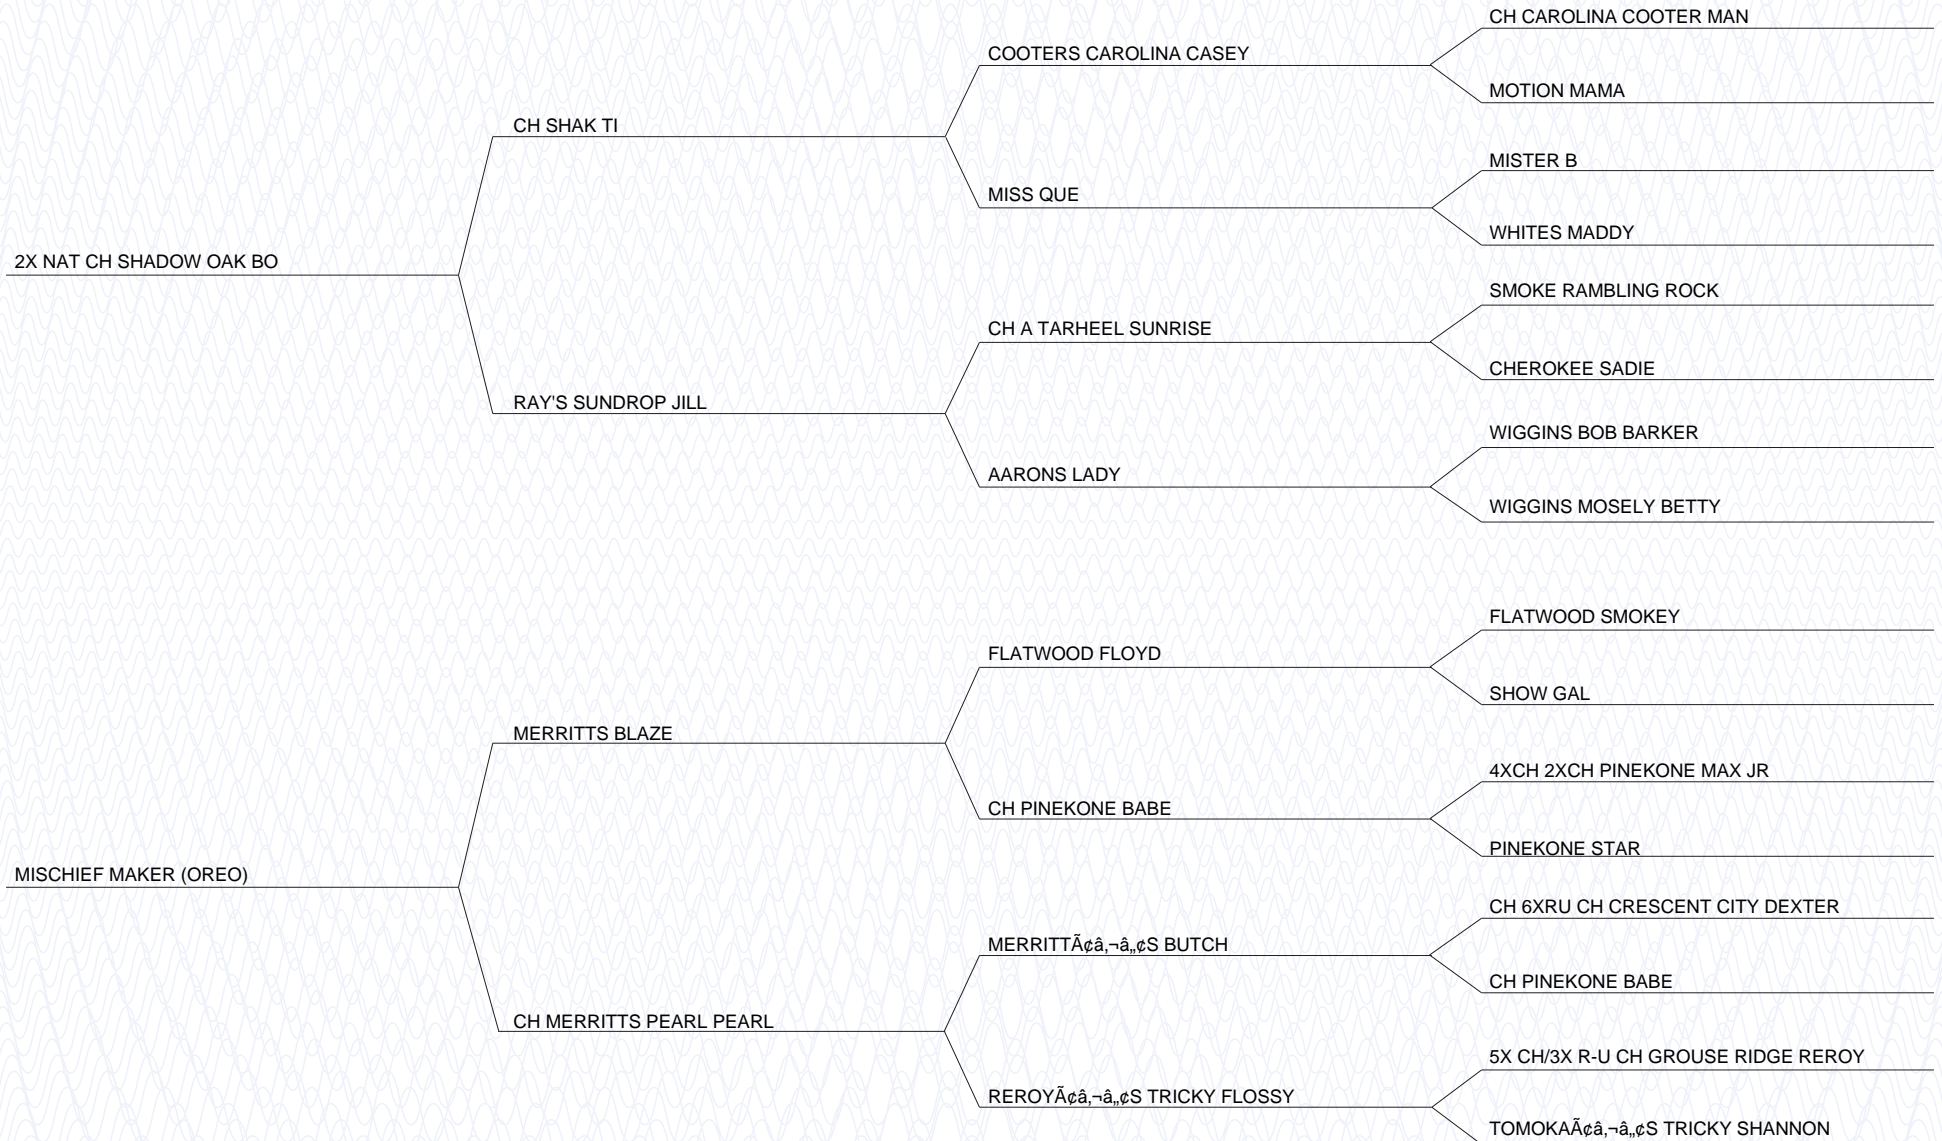 CH CAROLINA COOTER MAN
COOTERS CAROLINA CASEY
MOTION MAMA
CH SHAK TI
MISTER B
MISS QUE
WHITES MADDY
2X NAT CH SHADOW OAK BO
SMOKE RAMBLING ROCK
CH A TARHEEL SUNRISE
CHEROKEE SADIE
RAY'S SUNDROP JILL
WIGGINS BOB BARKER
AARONS LADY
WIGGINS MOSELY BETTY
FLATWOOD SMOKEY
FLATWOOD FLOYD
SHOW GAL
MERRITTS BLAZE
4XCH 2XCH PINEKONE MAX JR
CH PINEKONE BABE
PINEKONE STAR
MISCHIEF MAKER (OREO)
CH 6XRU CH CRESCENT CITY DEXTER
MERRITTÃ¢â‚¬â„¢S BUTCH
CH PINEKONE BABE
CH MERRITTS PEARL PEARL
5X CH/3X R-U CH GROUSE RIDGE REROY
REROYÃ¢â‚¬â„¢S TRICKY FLOSSY
TOMOKAÃ¢â‚¬â„¢S TRICKY SHANNON